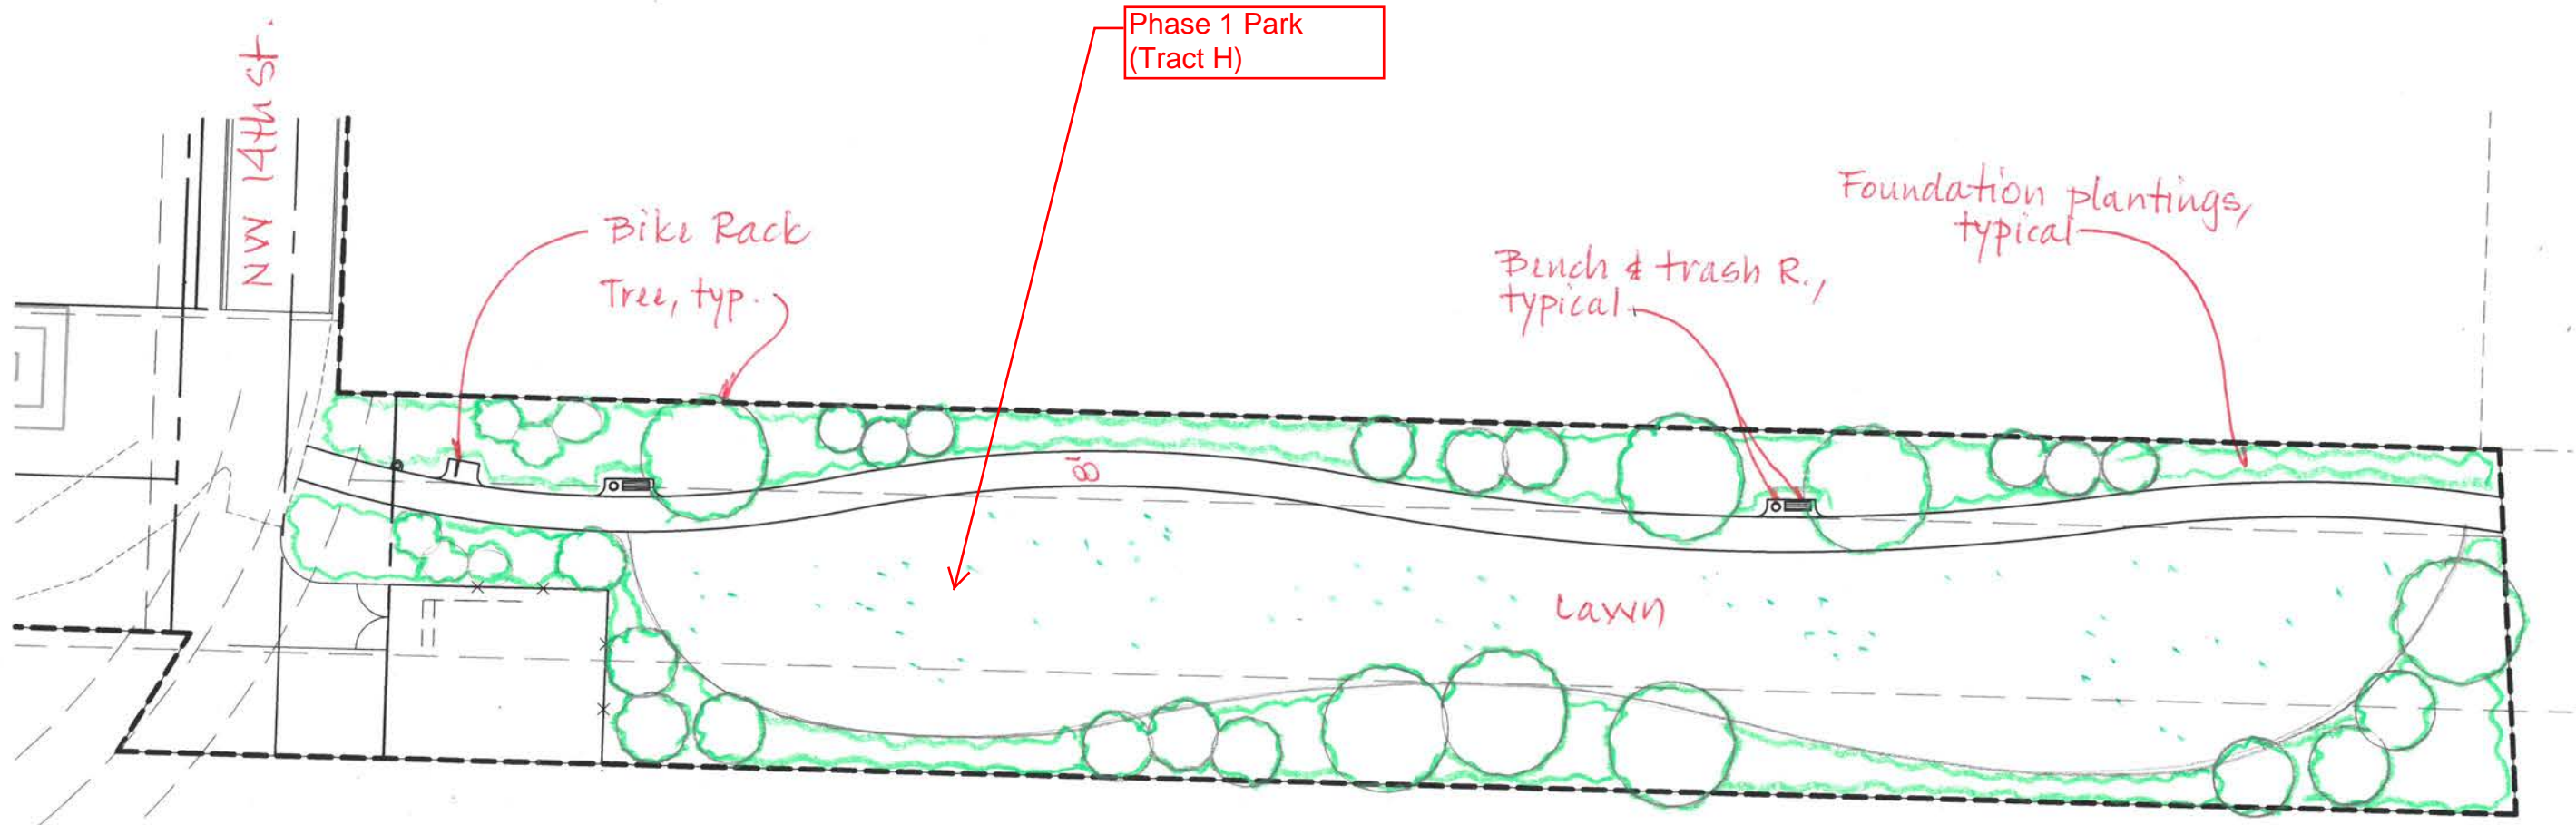 Phase 1 Park
(Tract H)
NW 14th St.
Bike Rack
Tree, typ.
Bench & trash R.,
typical
Foundation plantings,
typical
8'
Lawn